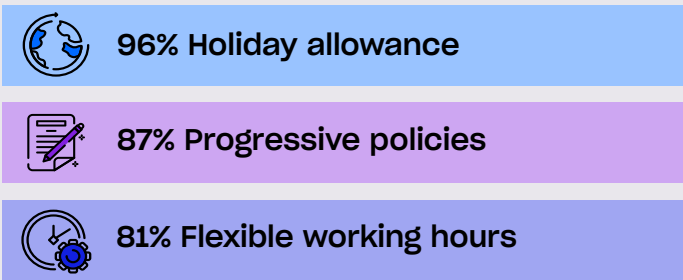 96% Holiday allowance
87% Progressive policies
81% Flexible working hours